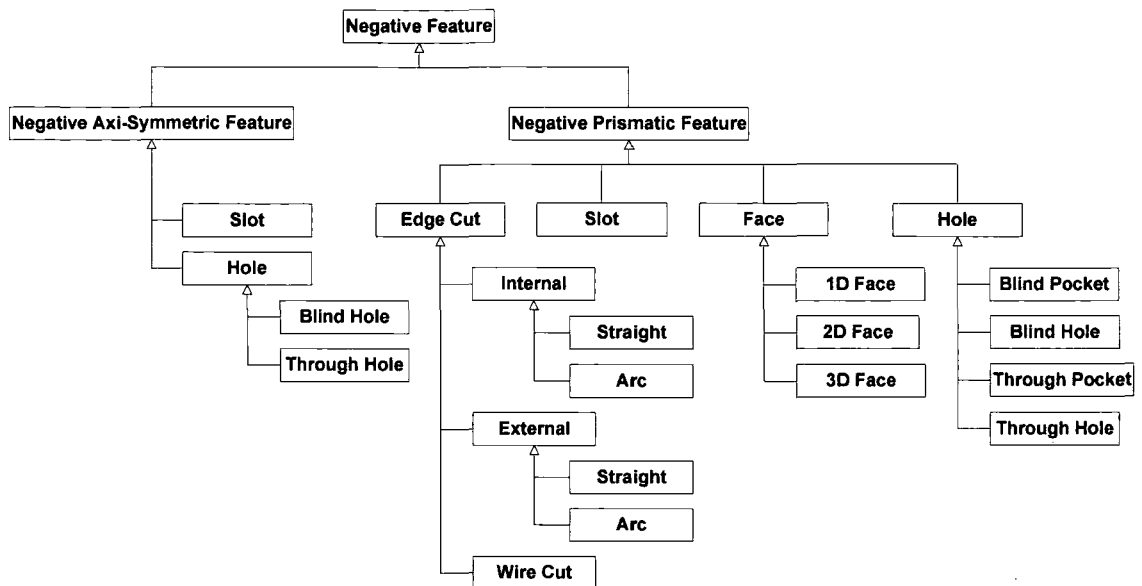 Negative Feature
Negative Axi-Symmetric Feature
Negative Prismatic Feature
Slot
Hole
Blind Hole
Through Hole
Edge Cut
Slot
Face
Hole
Internal
Straight
Arc
External
Straight
Arc
Wire Cut
1D Face
2D Face
3D Face
Blind Pocket
Blind Hole
Through Pocket
Through Hole